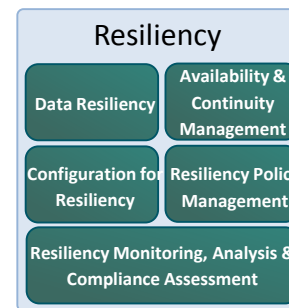 Resiliency
Data Resiliency
Availability &
Continuity
Management
Configuration for
Resiliency
Resiliency Polic
Management
Resiliency Monitoring, Analysis &
Compliance Assessment